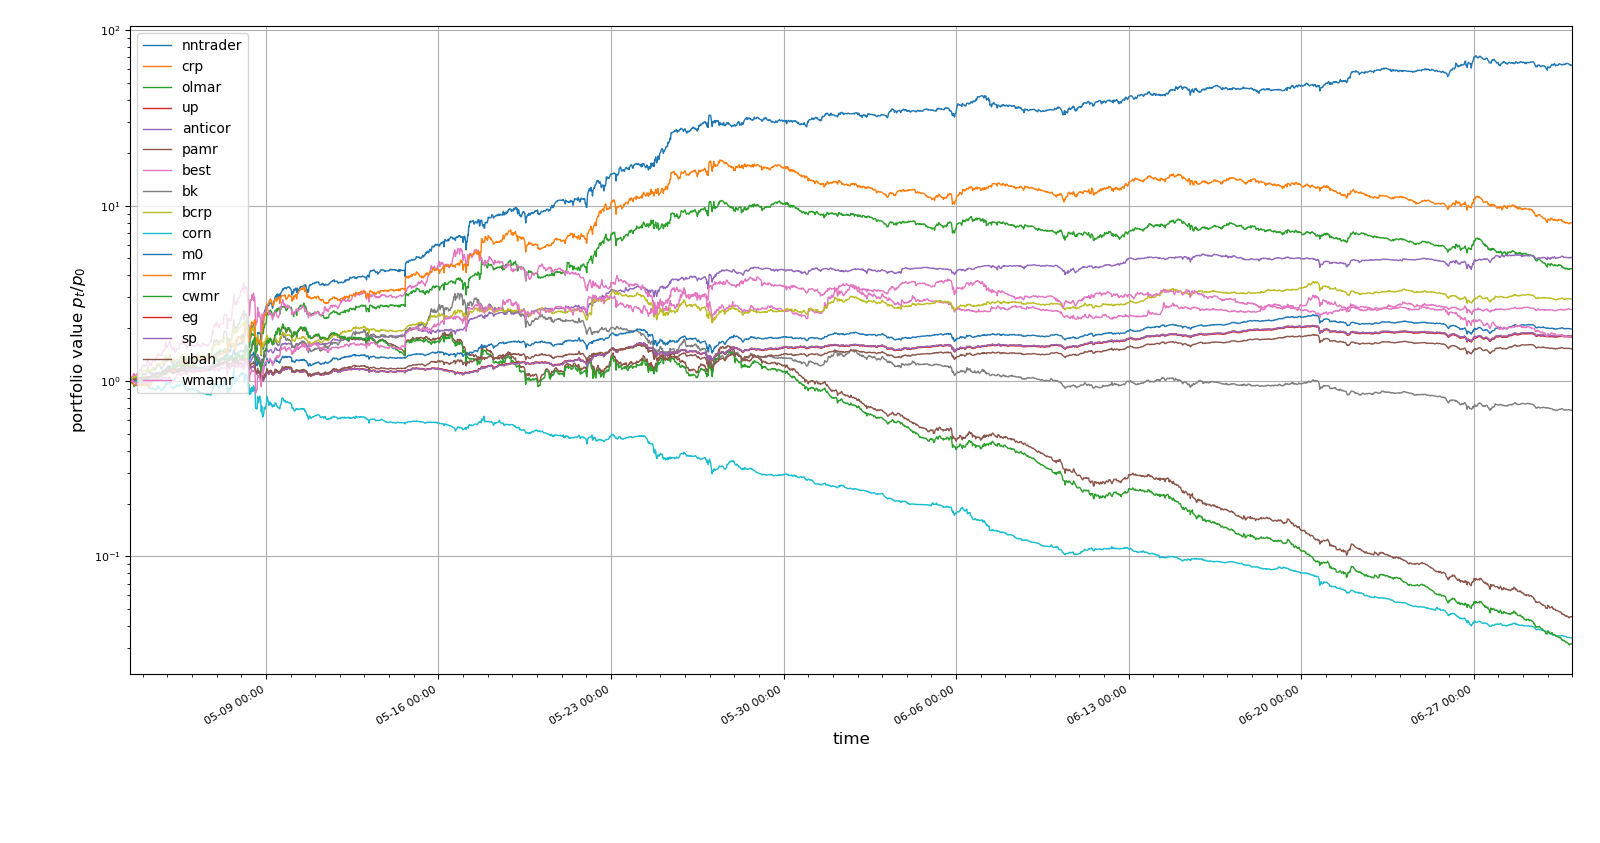 10²
nntrader
crp
olmar
up
anticor
pamr
best
bk
bcrp
corn
m0
rmr
cwmr
eg
sp
ubah
wmamr
10¹
10⁰
10⁻¹
portfolio value pₜ/p₀
05-09 00:00
05-16 00:00
05-23 00:00
05-30 00:00
06-06 00:00
06-13 00:00
06-20 00:00
06-27 00:00
time